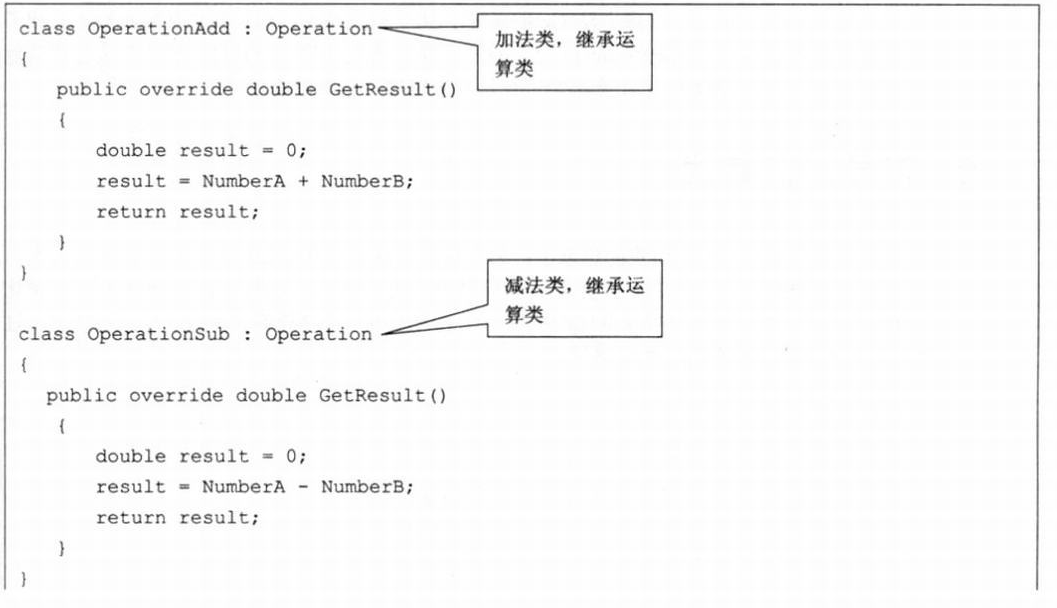 class OperationAdd : Operation
加法类，继承运
算类
{
public override double GetResult()
{
double result = 0;
result = NumberA + NumberB;
return result;
}
}
减法类，继承运
算类
class OperationSub : Operation
{
public override double GetResult()
{
double result = 0;
result = NumberA - NumberB;
return result;
}
}